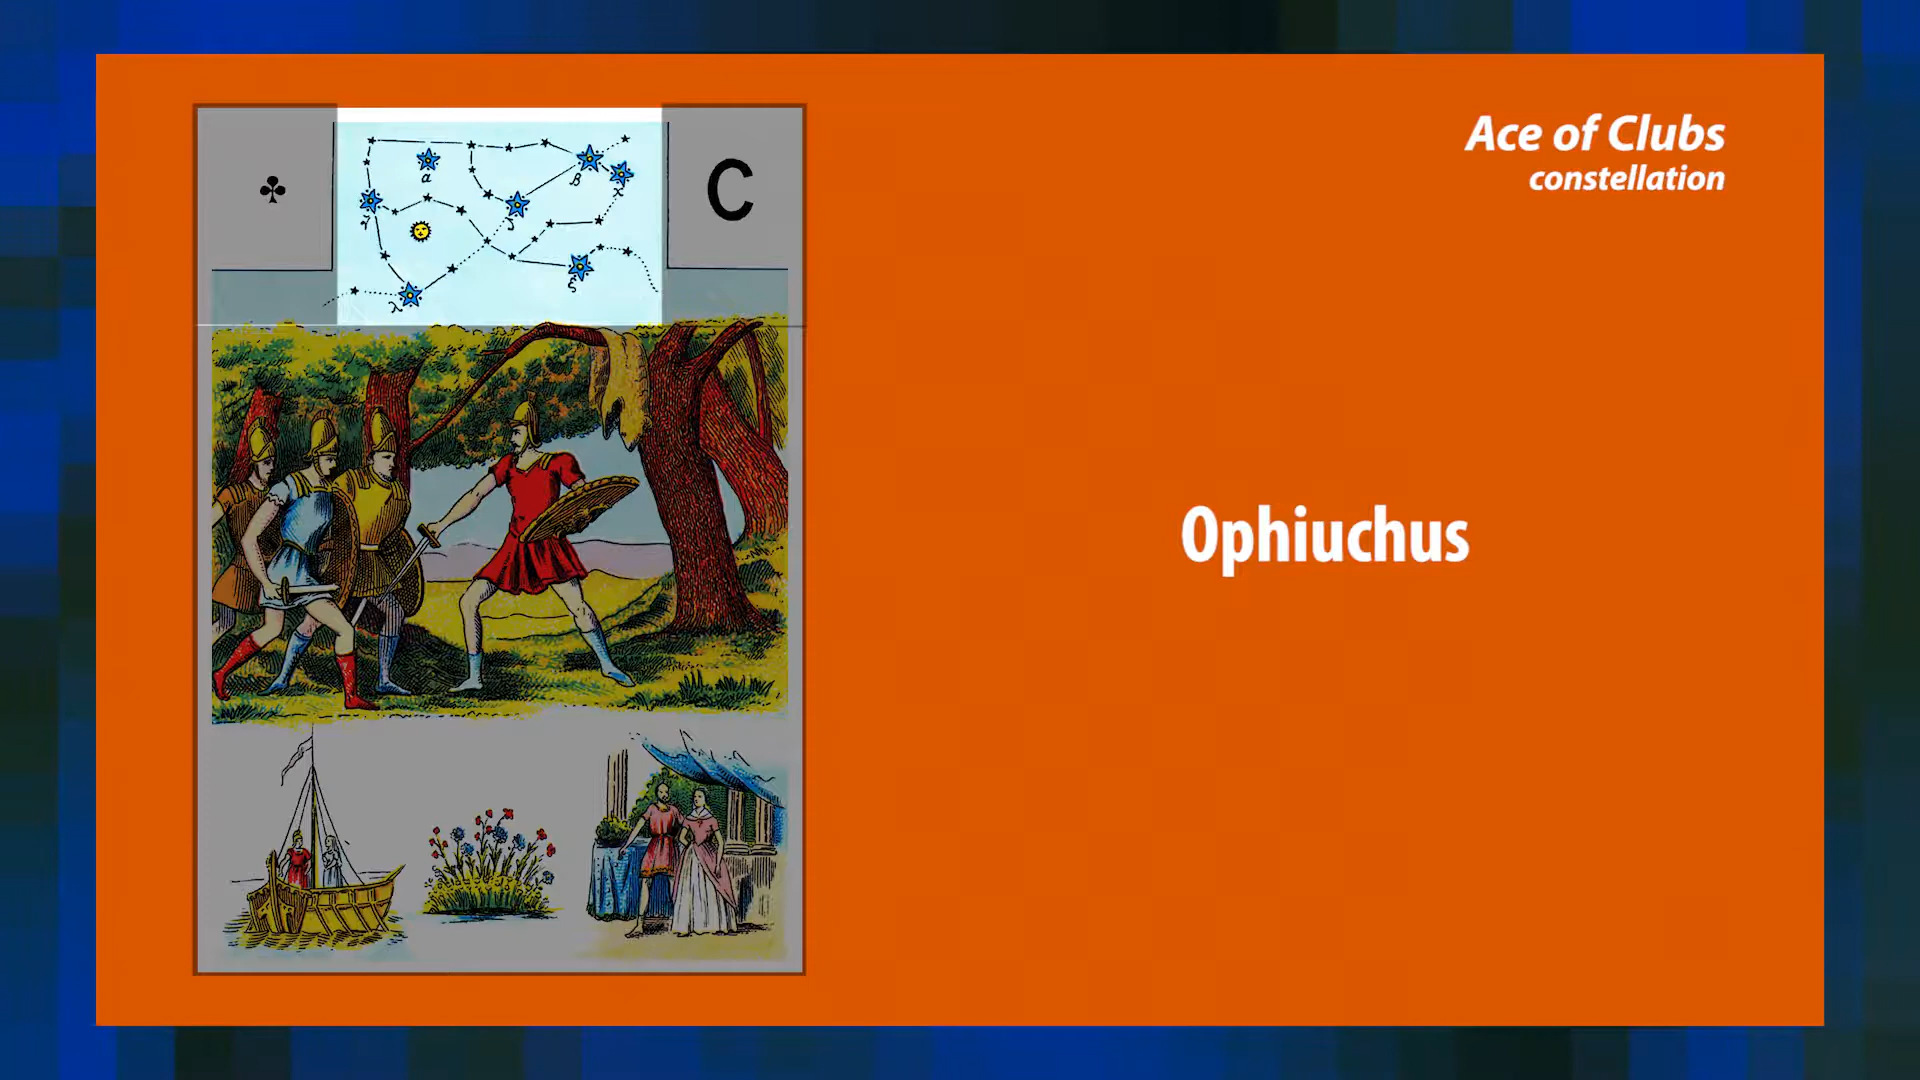 Ace of Clubs
constellation
♣
C
α
β
γ
χ
ζ
ξ
λ
Ophiuchus